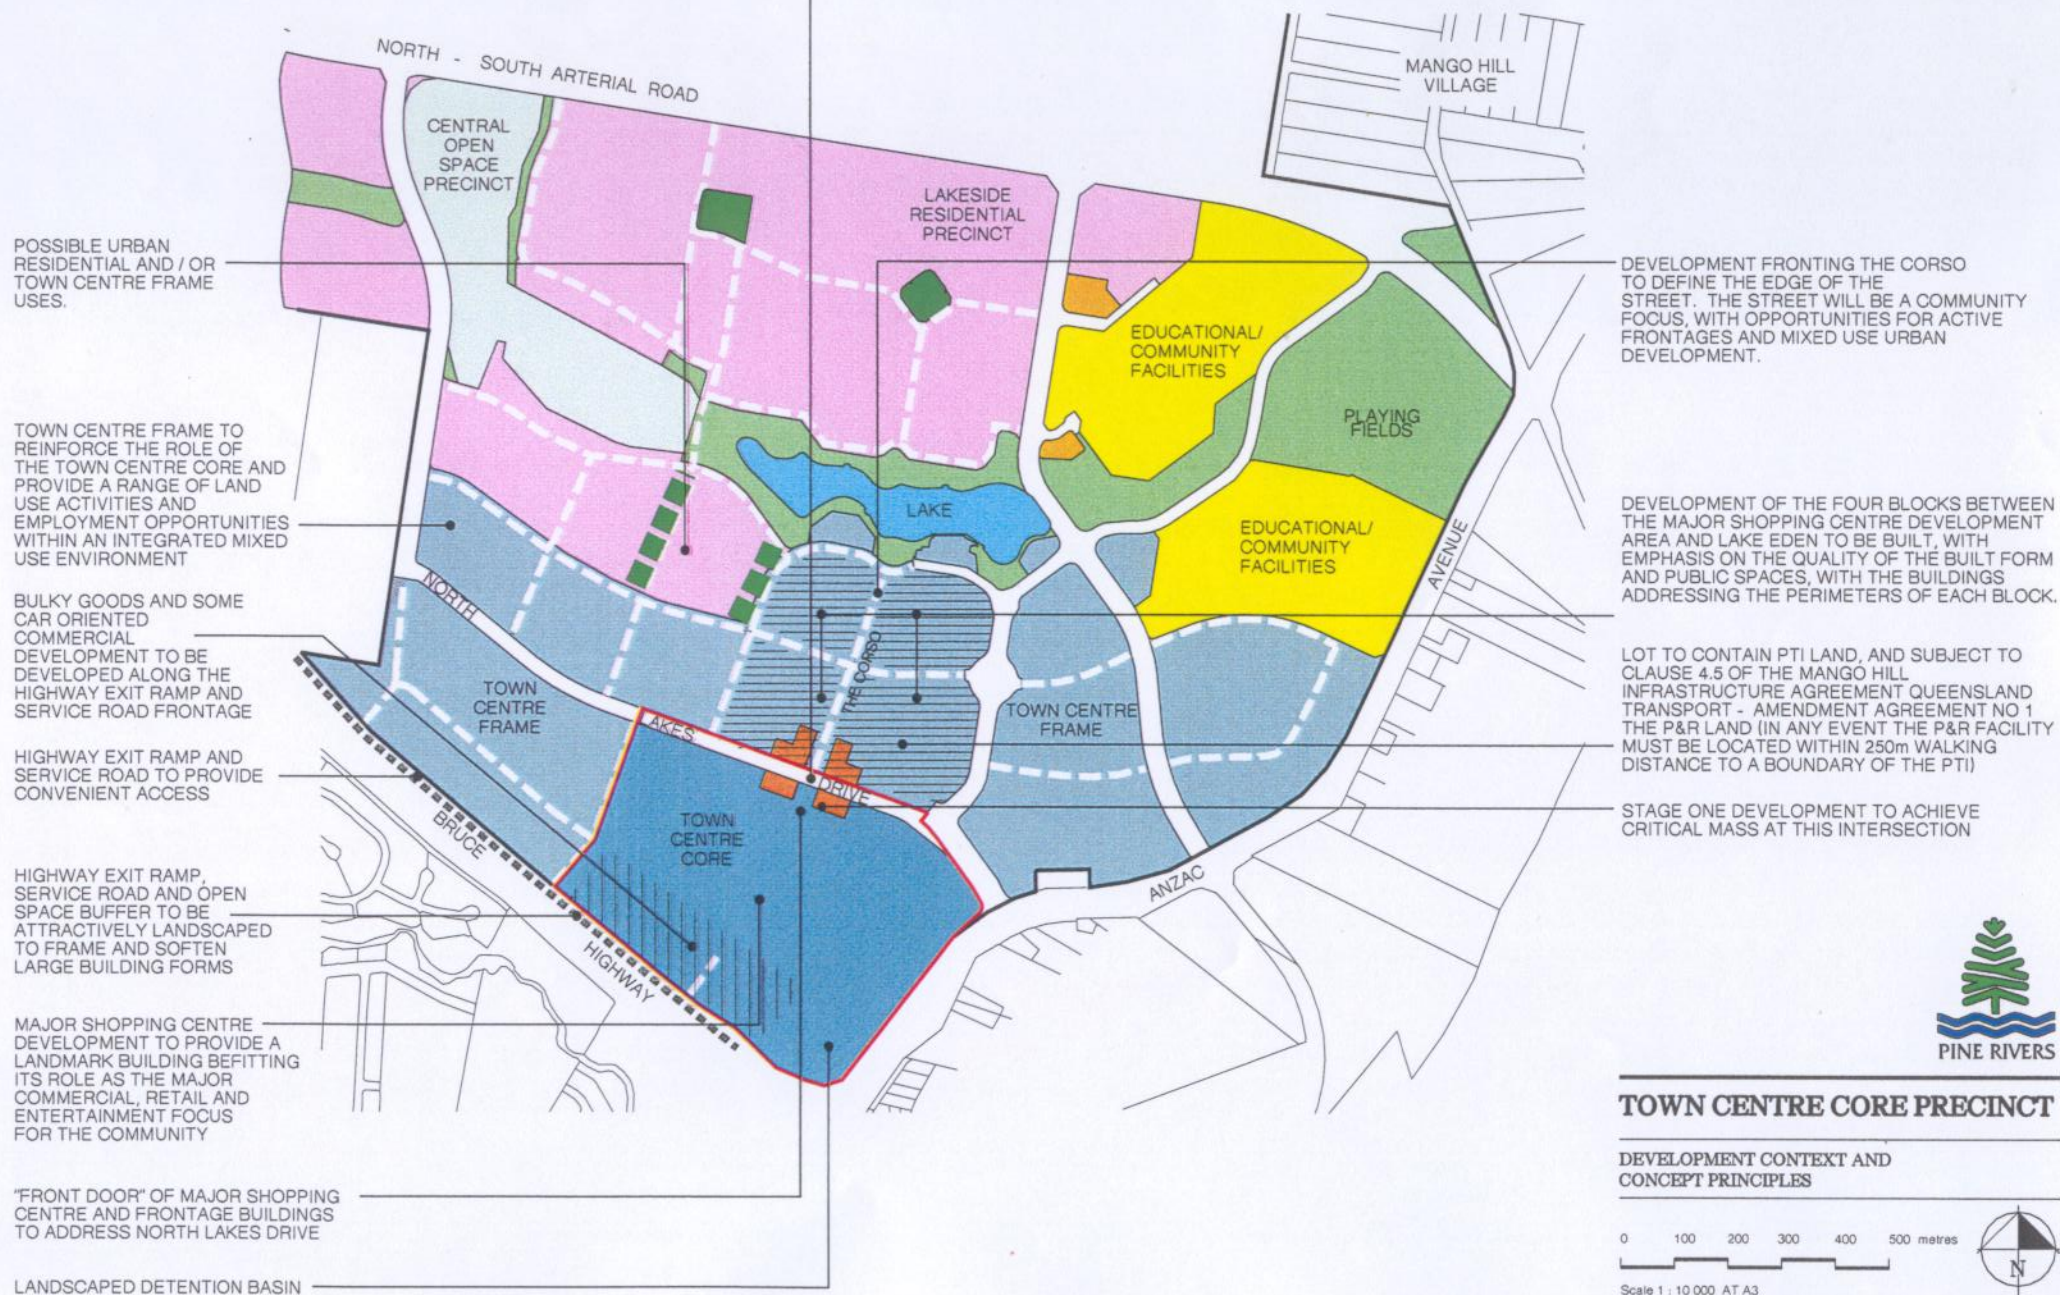 NORTH - SOUTH ARTERIAL ROAD
MANGO HILL
VILLAGE
CENTRAL
OPEN
SPACE
PRECINCT
LAKESIDE
RESIDENTIAL
PRECINCT
EDUCATIONAL/
COMMUNITY
FACILITIES
PLAYING
FIELDS
LAKE
EDUCATIONAL/
COMMUNITY
FACILITIES
AVENUE
NORTH
THE CORSO
TOWN
CENTRE
FRAME
TOWN CENTRE
FRAME
AKES
DRIVE
TOWN
CENTRE
CORE
BRUCE
HIGHWAY
ANZAC
POSSIBLE URBAN
RESIDENTIAL AND / OR
TOWN CENTRE FRAME
USES.
TOWN CENTRE FRAME TO
REINFORCE THE ROLE OF
THE TOWN CENTRE CORE AND
PROVIDE A RANGE OF LAND
USE ACTIVITIES AND
EMPLOYMENT OPPORTUNITIES
WITHIN AN INTEGRATED MIXED
USE ENVIRONMENT
BULKY GOODS AND SOME
CAR ORIENTED
COMMERCIAL
DEVELOPMENT TO BE
DEVELOPED ALONG THE
HIGHWAY EXIT RAMP AND
SERVICE ROAD FRONTAGE
HIGHWAY EXIT RAMP AND
SERVICE ROAD TO PROVIDE
CONVENIENT ACCESS
HIGHWAY EXIT RAMP,
SERVICE ROAD AND OPEN
SPACE BUFFER TO BE
ATTRACTIVELY LANDSCAPED
TO FRAME AND SOFTEN
LARGE BUILDING FORMS
MAJOR SHOPPING CENTRE
DEVELOPMENT TO PROVIDE A
LANDMARK BUILDING BEFITTING
ITS ROLE AS THE MAJOR
COMMERCIAL, RETAIL AND
ENTERTAINMENT FOCUS
FOR THE COMMUNITY
"FRONT DOOR" OF MAJOR SHOPPING
CENTRE AND FRONTAGE BUILDINGS
TO ADDRESS NORTH LAKES DRIVE
LANDSCAPED DETENTION BASIN
DEVELOPMENT FRONTING THE CORSO
TO DEFINE THE EDGE OF THE
STREET. THE STREET WILL BE A COMMUNITY
FOCUS, WITH OPPORTUNITIES FOR ACTIVE
FRONTAGES AND MIXED USE URBAN
DEVELOPMENT.
DEVELOPMENT OF THE FOUR BLOCKS BETWEEN
THE MAJOR SHOPPING CENTRE DEVELOPMENT
AREA AND LAKE EDEN TO BE BUILT, WITH
EMPHASIS ON THE QUALITY OF THE BUILT FORM
AND PUBLIC SPACES, WITH THE BUILDINGS
ADDRESSING THE PERIMETERS OF EACH BLOCK.
LOT TO CONTAIN PTI LAND, AND SUBJECT TO
CLAUSE 4.5 OF THE MANGO HILL
INFRASTRUCTURE AGREEMENT QUEENSLAND
TRANSPORT - AMENDMENT AGREEMENT NO 1
THE P&R LAND (IN ANY EVENT THE P&R FACILITY
MUST BE LOCATED WITHIN 250m WALKING
DISTANCE TO A BOUNDARY OF THE PTI)
STAGE ONE DEVELOPMENT TO ACHIEVE
CRITICAL MASS AT THIS INTERSECTION
PINE RIVERS
TOWN CENTRE CORE PRECINCT
DEVELOPMENT CONTEXT AND
CONCEPT PRINCIPLES
0 100 200 300 400 500 metres
N
Scale 1 : 10 000 AT A3